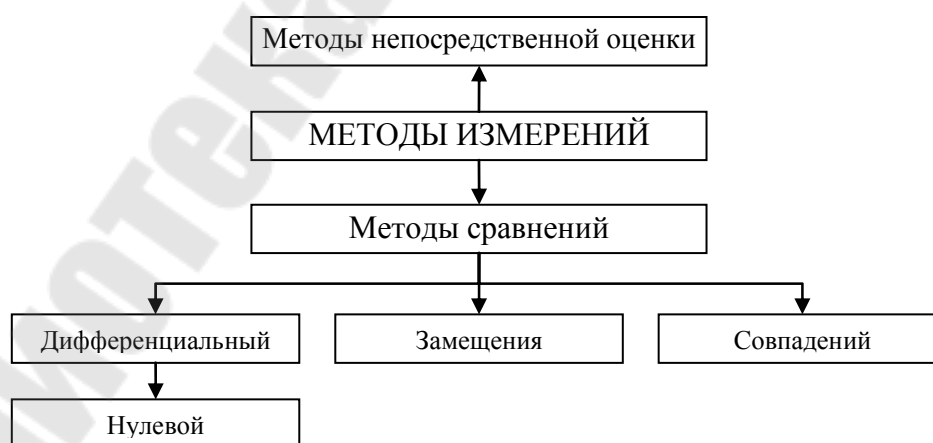 Методы непосредственной оценки
МЕТОДЫ ИЗМЕРЕНИЙ
Методы сравнений
Дифференциальный
Замещения
Совпадений
Нулевой